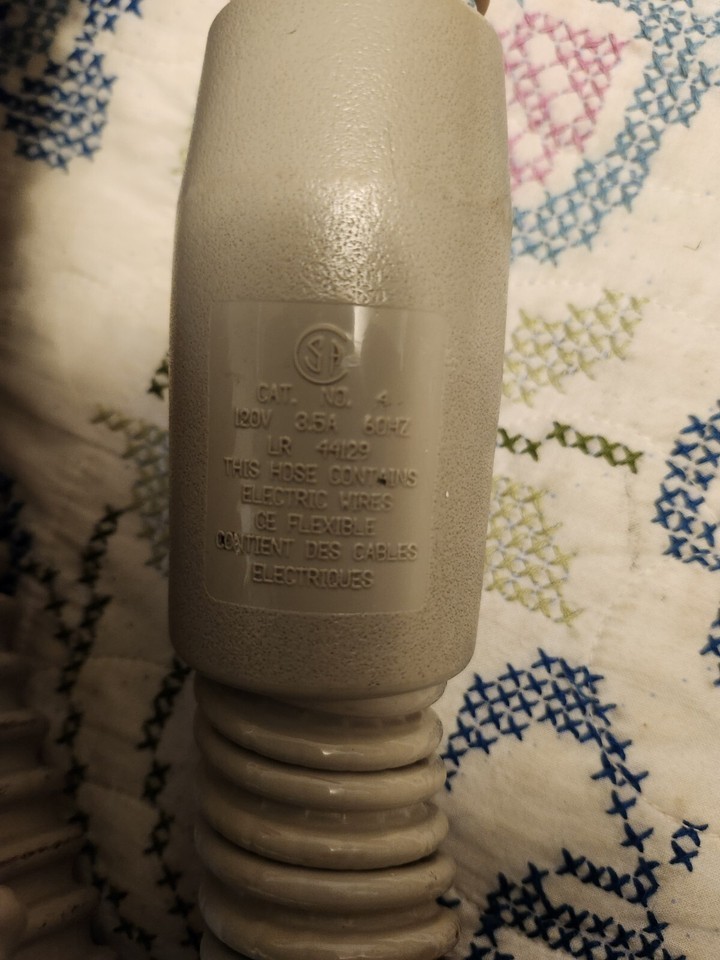 SA
CAT. NO. 4
120V 3.5A 60HZ
LR 44129
THIS HOSE CONTAINS
ELECTRIC WIRES
CE FLEXIBLE
CONTIENT DES CABLES
ELECTRIQUES